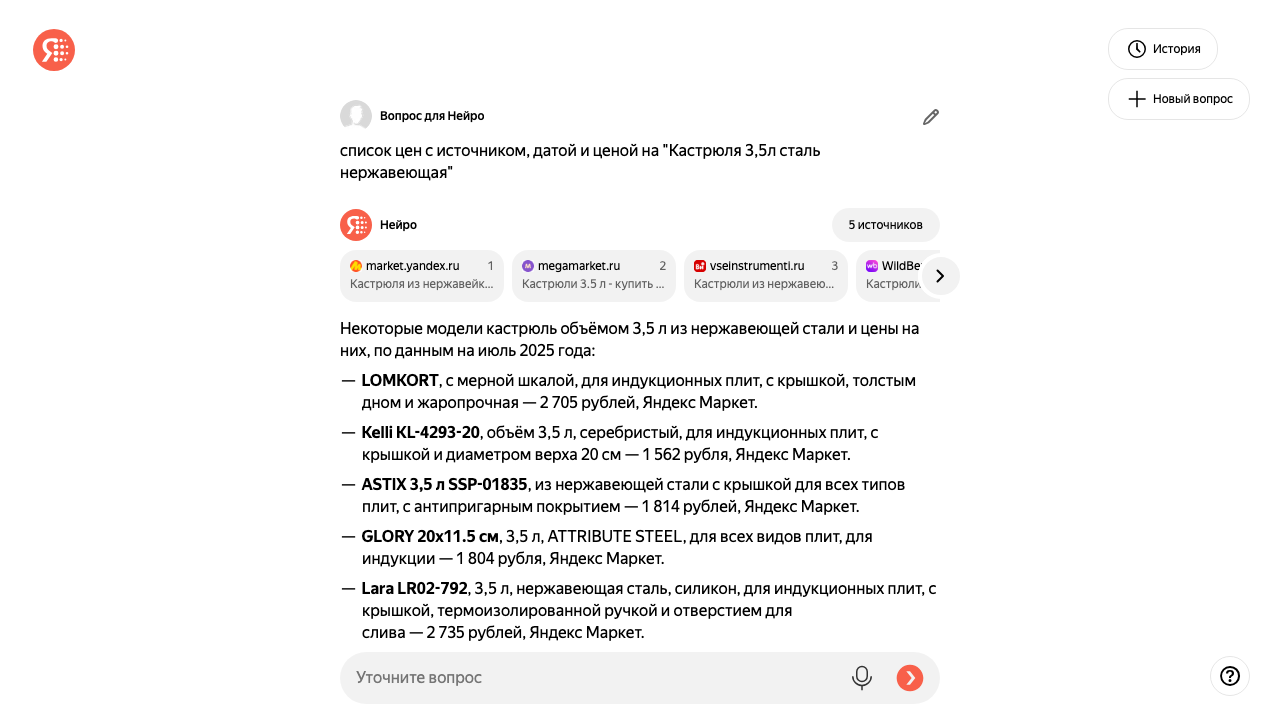 История
Новый вопрос
Вопрос для Нейро
список цен с источником, датой и ценой на "Кастрюля 3,5л сталь
нержавеющая"
Нейро
5 источников
market.yandex.ru 1
Кастрюля из нержавейк...
megamarket.ru 2
Кастрюли 3.5 л - купить ...
vseinstrumenti.ru 3
Кастрюли из нержавею...
WildBe
Кастрюли
Некоторые модели кастрюль объёмом 3,5 л из нержавеющей стали и цены на
них, по данным на июль 2025 года:
— LOMKORT, с мерной шкалой, для индукционных плит, с крышкой, толстым
дном и жаропрочная — 2 705 рублей, Яндекс Маркет.
— Kelli KL-4293-20, объём 3,5 л, серебристый, для индукционных плит, с
крышкой и диаметром верха 20 см — 1 562 рубля, Яндекс Маркет.
— ASTIX 3,5 л SSP-01835, из нержавеющей стали с крышкой для всех типов
плит, с антипригарным покрытием — 1 814 рублей, Яндекс Маркет.
— GLORY 20x11.5 см, 3,5 л, ATTRIBUTE STEEL, для всех видов плит, для
индукции — 1 804 рубля, Яндекс Маркет.
— Lara LR02-792, 3,5 л, нержавеющая сталь, силикон, для индукционных плит, с
крышкой, термоизолированной ручкой и отверстием для
слива — 2 735 рублей, Яндекс Маркет.
Уточните вопрос